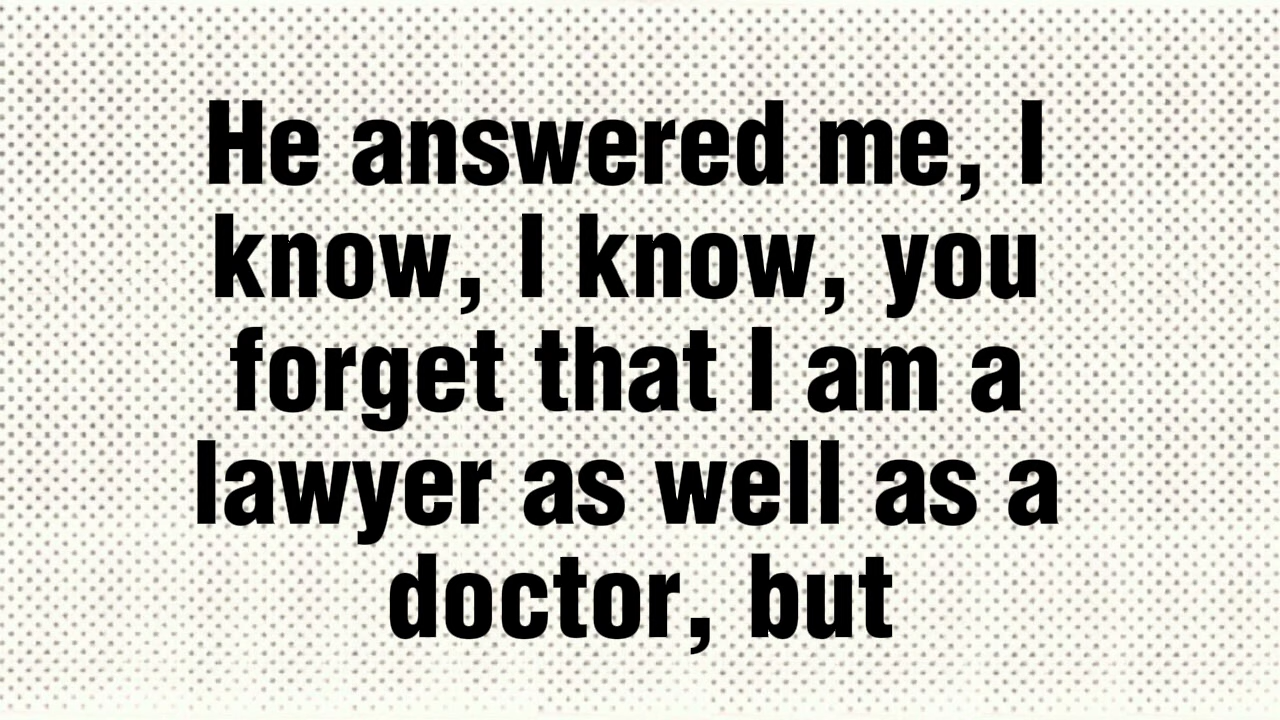 He answered me, I
know, I know, you
forget that I am a
lawyer as well as a
doctor, but